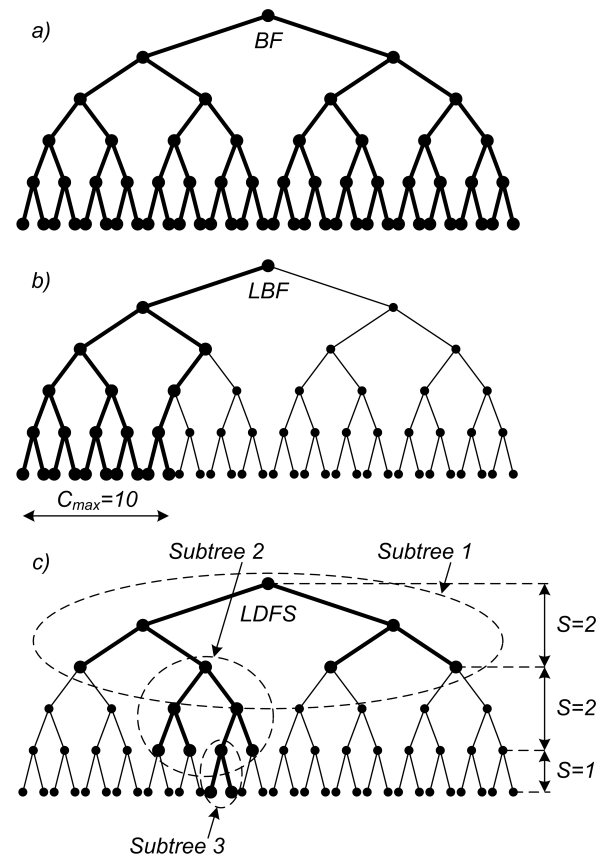 a)
BF
b)
LBF
Cmax=10
Subtree 2
Subtree 1
c)
LDFS
S=2
S=2
S=1
Subtree 3